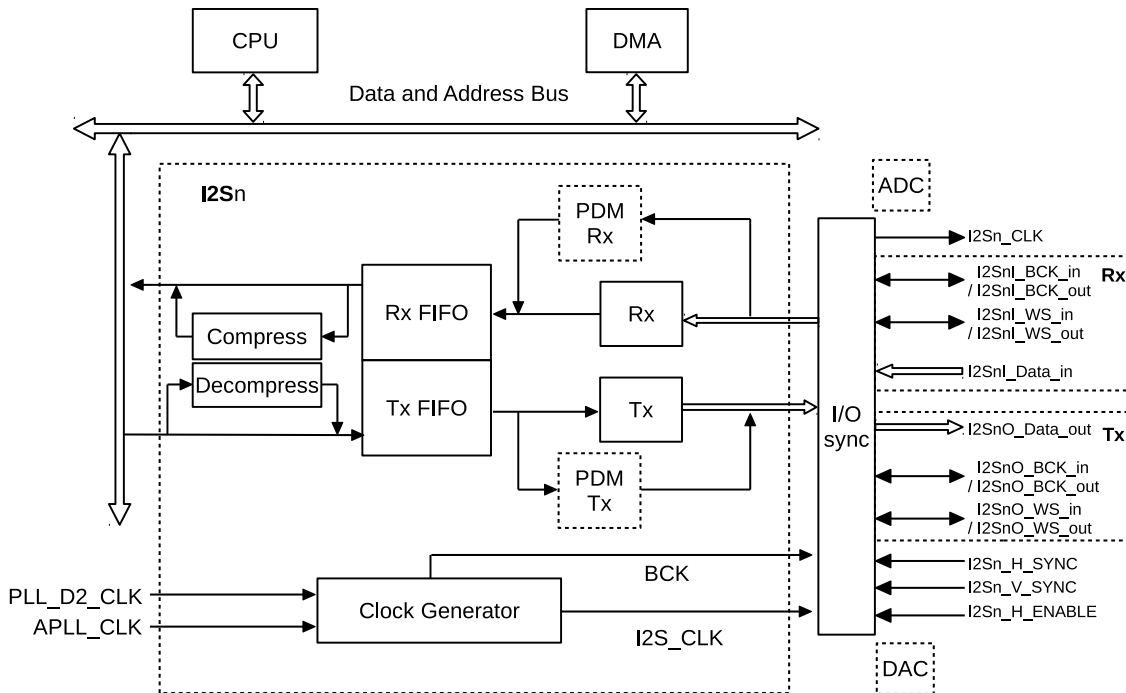 CPU
DMA
Data and Address Bus
I2Sn
ADC
PDM
Rx
I2Sn_CLK
I2SnI_BCK_in
/ I2SnI_BCK_out
Rx
Rx FIFO
Rx
I2SnI_WS_in
/ I2SnI_WS_out
Compress
I2SnI_Data_in
Decompress
Tx FIFO
Tx
I/O
sync
I2SnO_Data_out
Tx
PDM
Tx
I2SnO_BCK_in
/ I2SnO_BCK_out
I2SnO_WS_in
/ I2SnO_WS_out
BCK
I2Sn_H_SYNC
PLL_D2_CLK
I2Sn_V_SYNC
Clock Generator
I2Sn_H_ENABLE
APLL_CLK
I2S_CLK
DAC